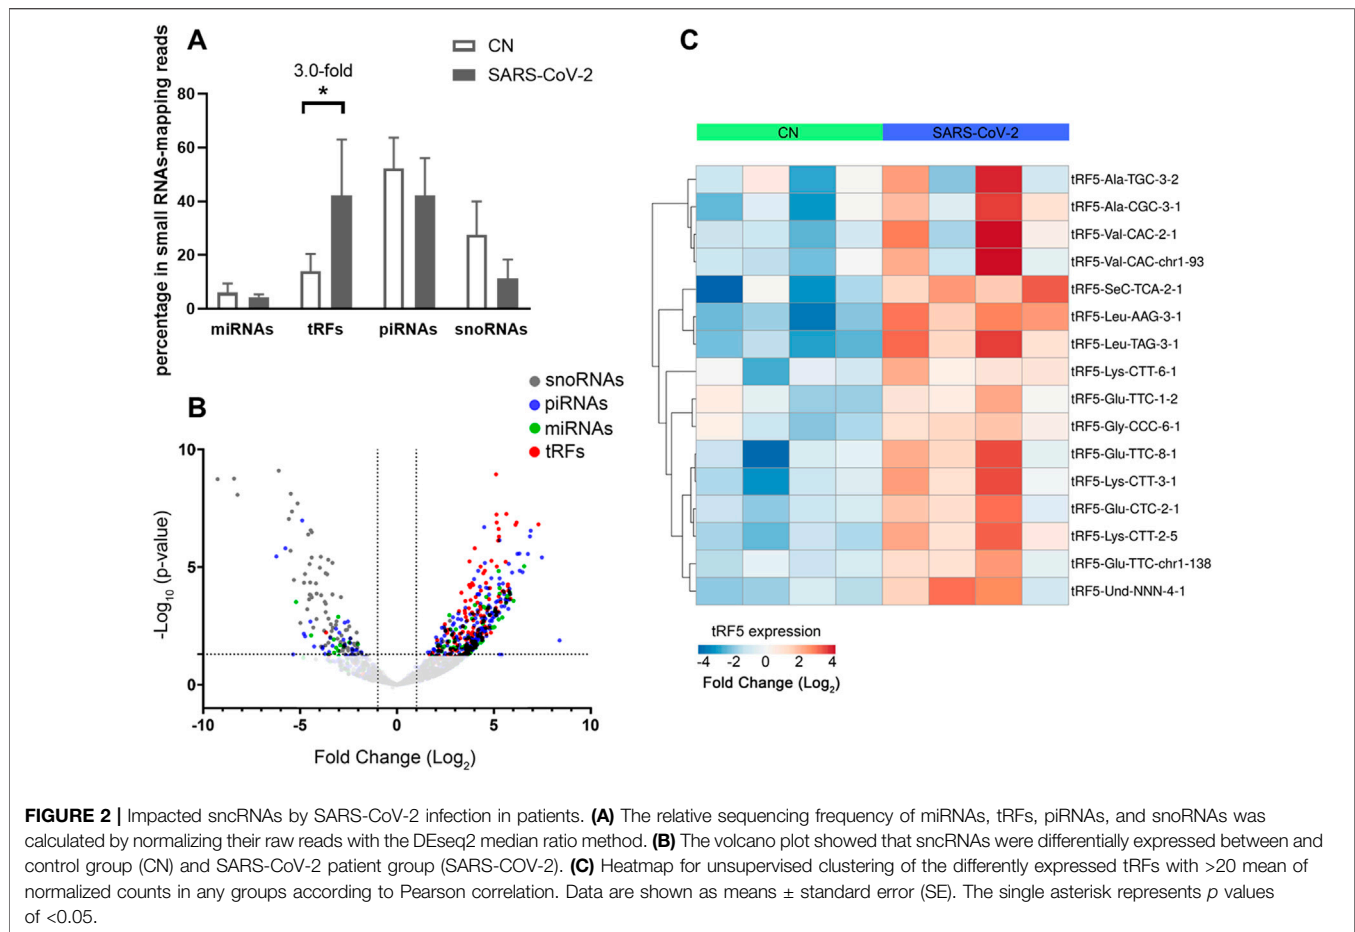 A
CN
SARS-CoV-2
3.0-fold
*
percentage in small RNAs-mapping reads
80
60
40
20
0
miRNAs
tRFs
piRNAs
snoRNAs
B
snoRNAs
piRNAs
miRNAs
tRFs
-Log10 (p-value)
10
5
0
-10
-5
0
5
10
Fold Change (Log2)
C
CN
SARS-CoV-2
tRF5-Ala-TGC-3-2
tRF5-Ala-CGC-3-1
tRF5-Val-CAC-2-1
tRF5-Val-CAC-chr1-93
tRF5-SeC-TCA-2-1
tRF5-Leu-AAG-3-1
tRF5-Leu-TAG-3-1
tRF5-Lys-CTT-6-1
tRF5-Glu-TTC-1-2
tRF5-Gly-CCC-6-1
tRF5-Glu-TTC-8-1
tRF5-Lys-CTT-3-1
tRF5-Glu-CTC-2-1
tRF5-Lys-CTT-2-5
tRF5-Glu-TTC-chr1-138
tRF5-Und-NNN-4-1
tRF5 expression
-4 -2 0 2 4
Fold Change (Log2)
FIGURE 2 | Impacted sncRNAs by SARS-CoV-2 infection in patients. (A) The relative sequencing frequency of miRNAs, tRFs, piRNAs, and snoRNAs was
calculated by normalizing their raw reads with the DEseq2 median ratio method. (B) The volcano plot showed that sncRNAs were differentially expressed between and
control group (CN) and SARS-CoV-2 patient group (SARS-COV-2). (C) Heatmap for unsupervised clustering of the differently expressed tRFs with >20 mean of
normalized counts in any groups according to Pearson correlation. Data are shown as means ± standard error (SE). The single asterisk represents p values
of <0.05.